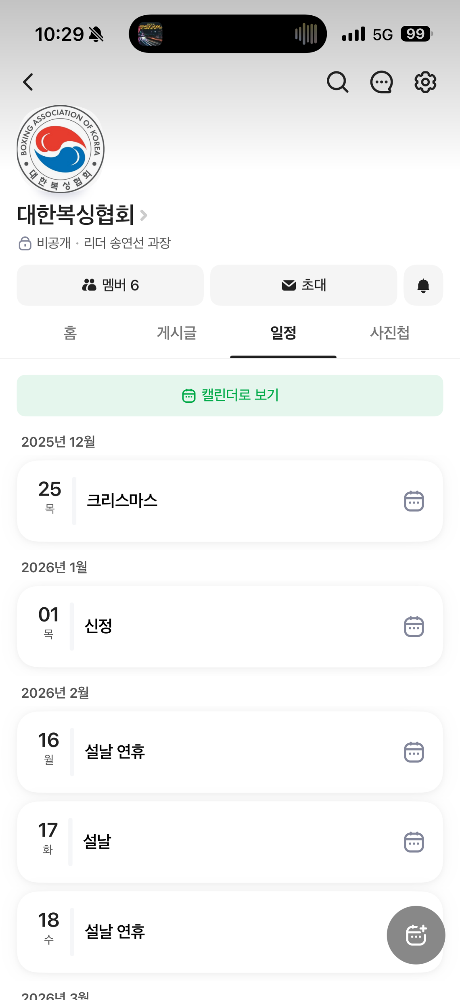 10:29
5G
99
BOXING ASSOCIATION OF KOREA
대한복싱협회
대한복싱협회
비공개 · 리더 송연선 과장
멤버 6
초대
홈
게시글
일정
사진첩
캘린더로 보기
2025년 12월
25
목
크리스마스
2026년 1월
01
목
신정
2026년 2월
16
월
설날 연휴
17
화
설날
18
수
설날 연휴
2026년 3월